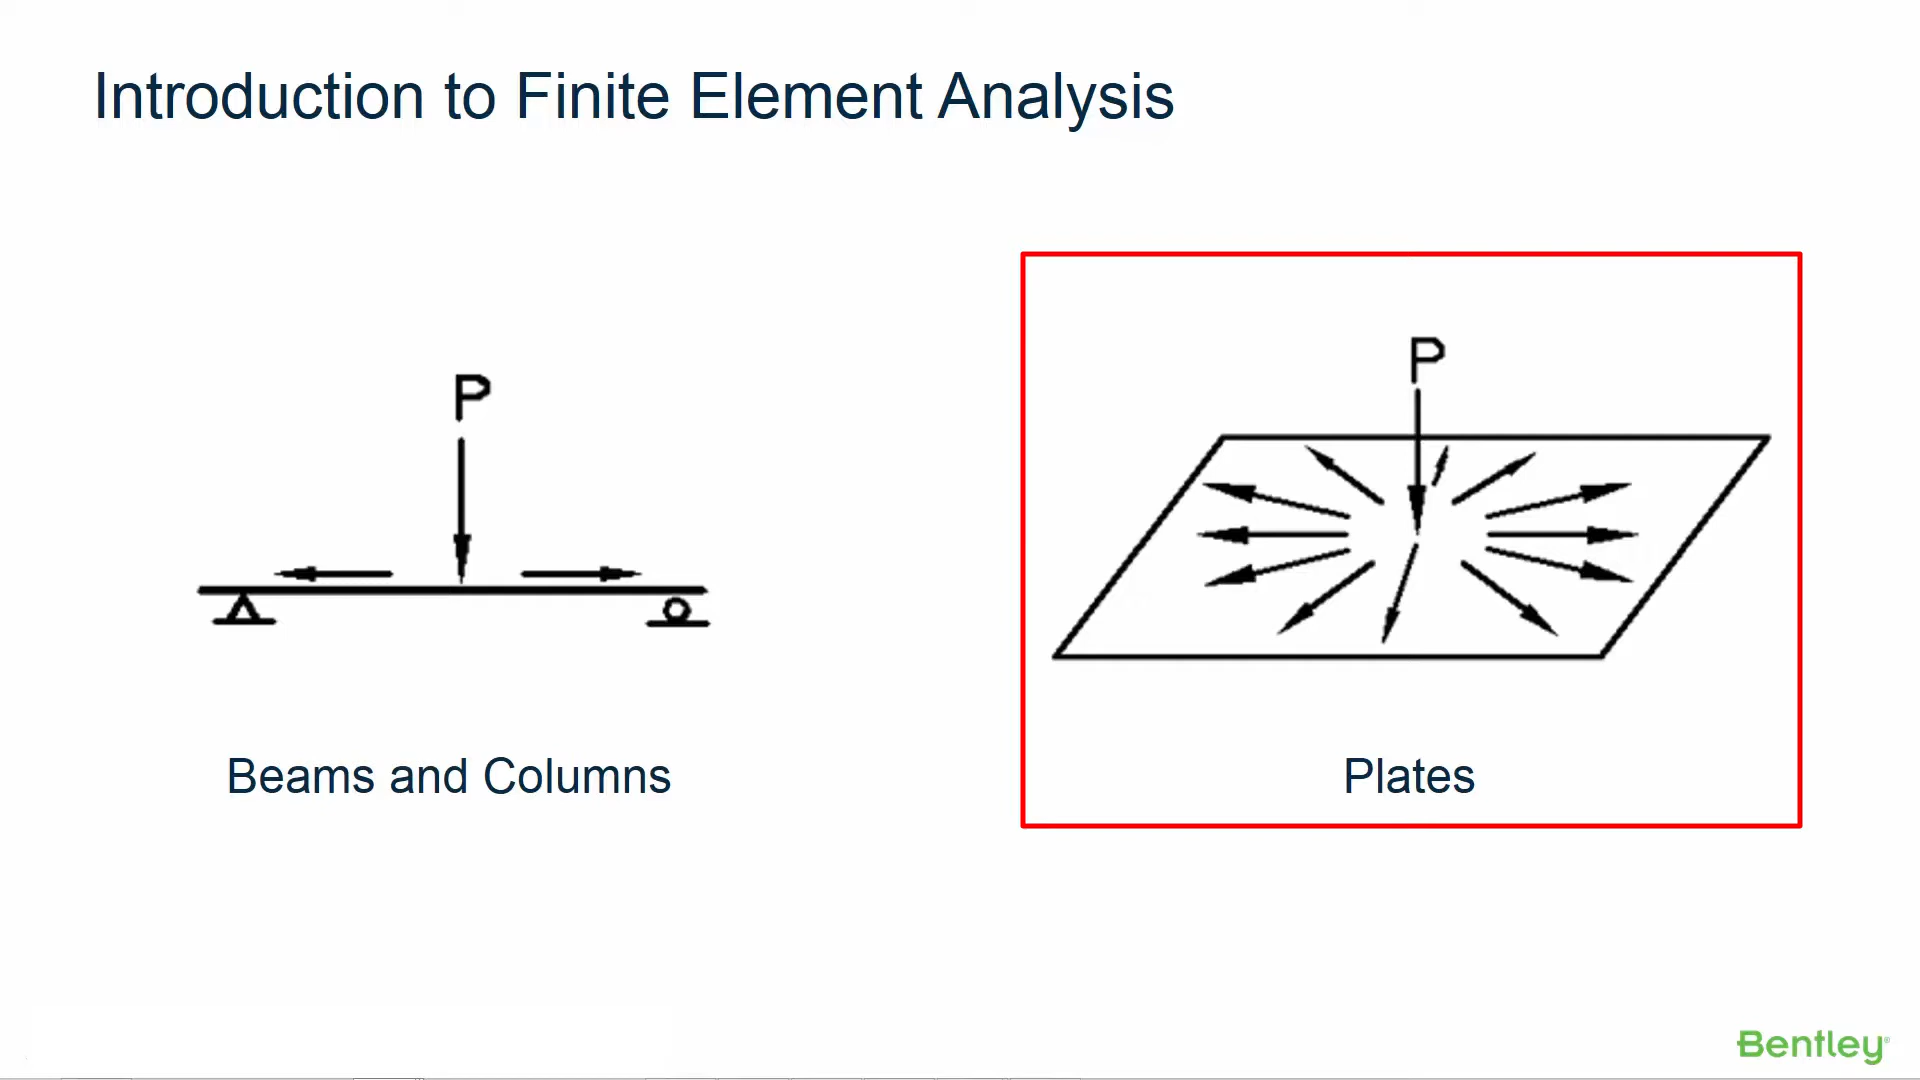 Introduction to Finite Element Analysis
P
P
Beams and Columns
Plates
Bentley®